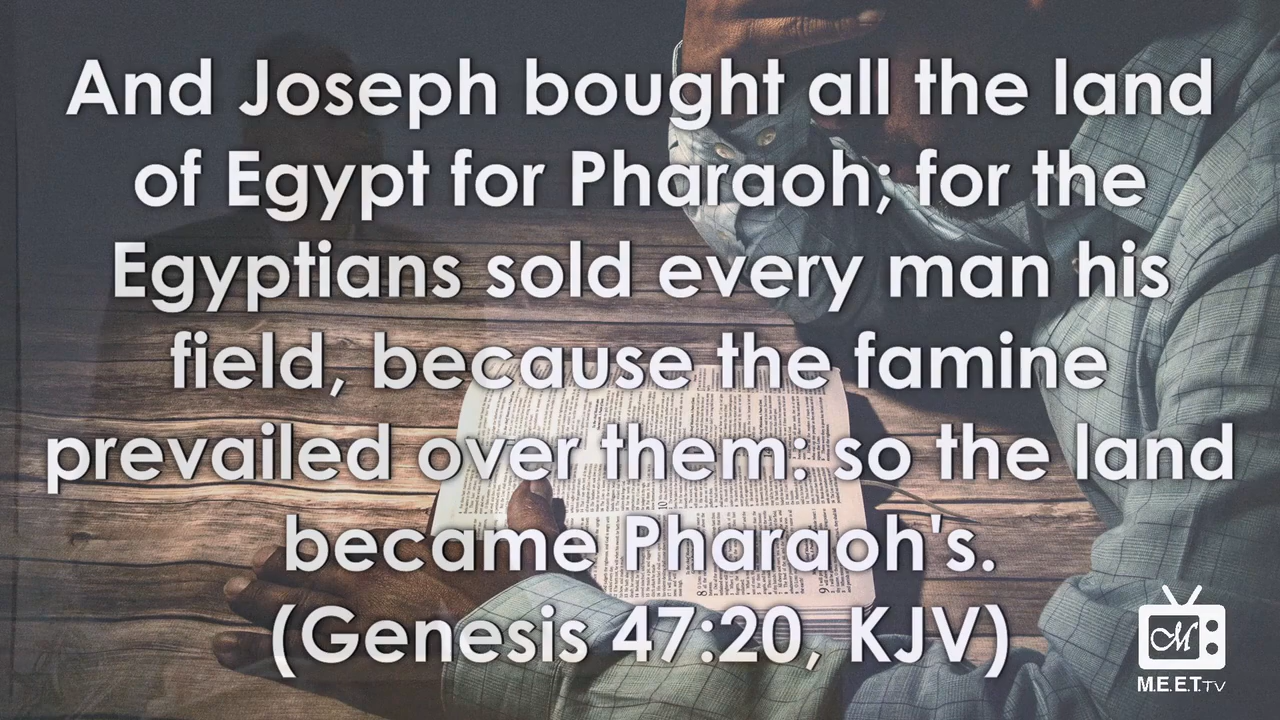 And Joseph bought all the land
of Egypt for Pharaoh; for the
Egyptians sold every man his
field, because the famine
prevailed over them: so the land
became Pharaoh's.
(Genesis 47:20, KJV)
M
M.E.E.T.TV